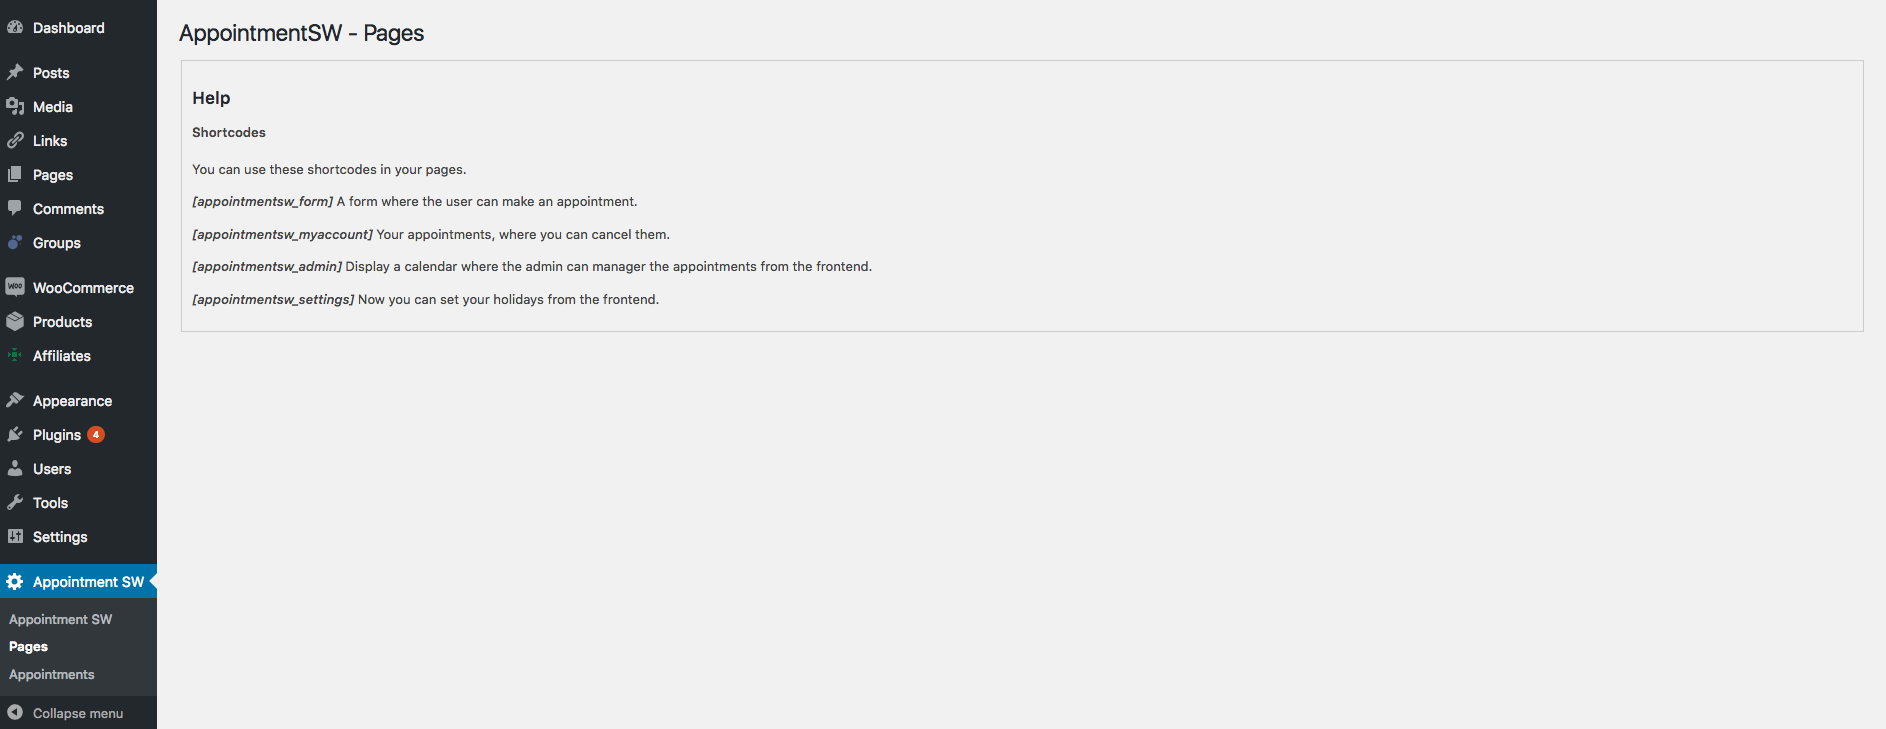 Dashboard
Posts
Media
Links
Pages
Comments
Groups
WOO
WooCommerce
Products
Affiliates
Appearance
Plugins 4
Users
Tools
Settings
Appointment SW
Appointment SW
Pages
Appointments
Collapse menu
AppointmentSW - Pages
Help
Shortcodes
You can use these shortcodes in your pages.
[appointmentsw_form] A form where the user can make an appointment.
[appointmentsw_myaccount] Your appointments, where you can cancel them.
[appointmentsw_admin] Display a calendar where the admin can manager the appointments from the frontend.
[appointmentsw_settings] Now you can set your holidays from the frontend.